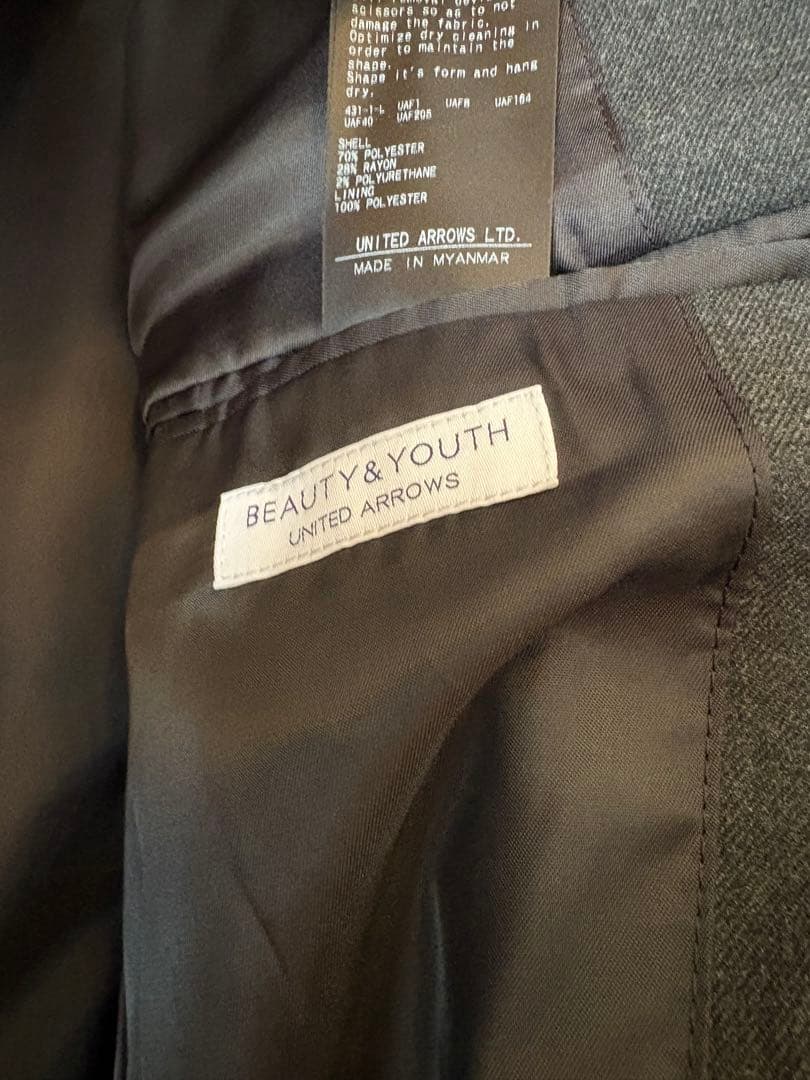 scissors so as to not
damage the fabric.
Optimize dry cleaning in
order to maintain the
shape.
Shape it's form and hang
dry.
431-1-L UAF1 UAF8 UAF164
UAF40 UAF205
SHELL
70% POLYESTER
28% RAYON
2% POLYURETHANE
LINING
100% POLYESTER
UNITED ARROWS LTD.
MADE IN MYANMAR
BEAUTY&YOUTH
UNITED ARROWS